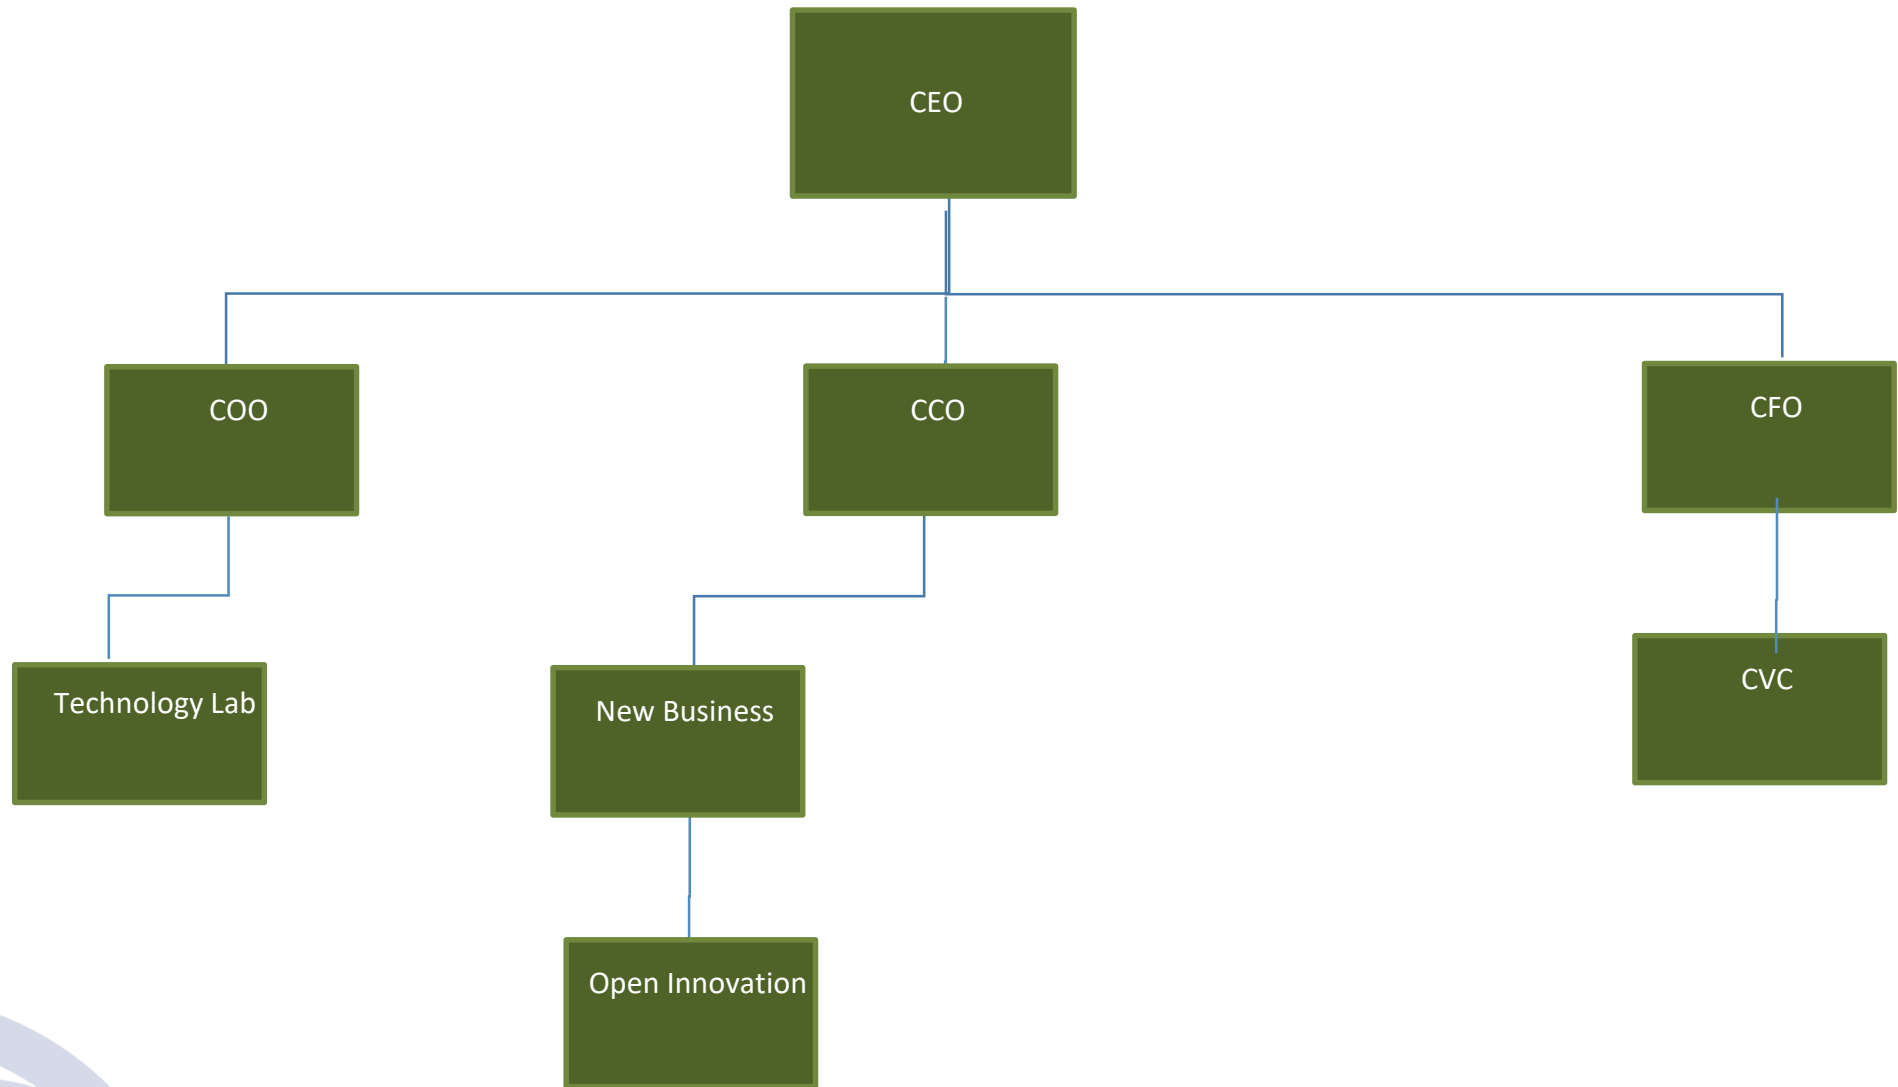 CEO
COO
CCO
CFO
Technology Lab
New Business
CVC
Open Innovation